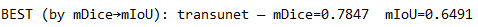 BEST (by mDice→mIoU): transunet — mDice=0.7847  mIoU=0.6491